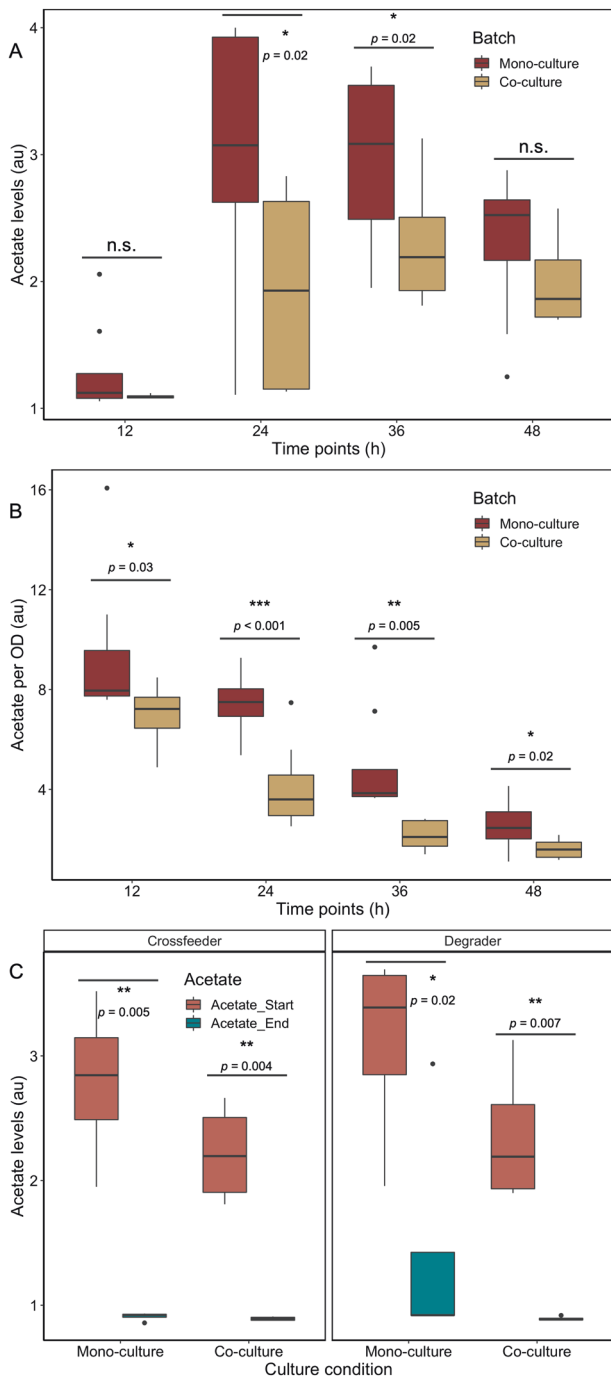 A
Acetate levels (au)
4
3
2
1
n.s.
*
p = 0.02
*
p = 0.02
n.s.
Batch
Mono-culture
Co-culture
12
24
36
48
Time points (h)
B
Acetate per OD (au)
16
12
8
4
*
p = 0.03
***
p < 0.001
**
p = 0.005
*
p = 0.02
Batch
Mono-culture
Co-culture
12
24
36
48
Time points (h)
C
Crossfeeder
Degrader
Acetate levels (au)
3
2
1
**
p = 0.005
Acetate
Acetate_Start
Acetate_End
**
p = 0.004
*
p = 0.02
**
p = 0.007
Mono-culture
Co-culture
Mono-culture
Co-culture
Culture condition